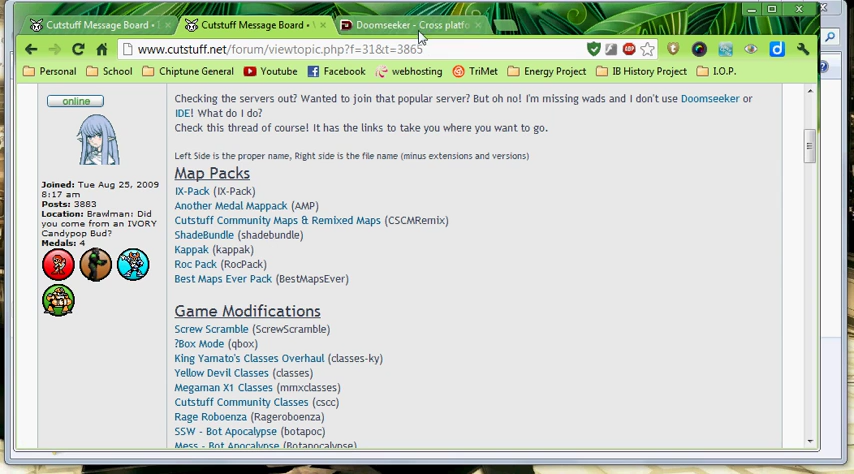 Cutstuff Message Board •
Cutstuff Message Board •
Doomseeker - Cross platfo
www.cutstuff.net/forum/viewtopic.php?f=31&t=3865
Personal School Chiptune General Youtube Facebook webhosting TriMet Energy Project IB History Project I.O.P.
online
Joined: Tue Aug 25, 2009
8:17 am
Posts: 3883
Location: Brawlman: Did
you come from an IVORY
Candypop Bud?
Medals: 4
Checking the servers out? Wanted to join that popular server? But oh no! I'm missing wads and I don't use Doomseeker or
IDE! What do I do?
Check this thread of course! It has the links to take you where you want to go.
Left Side is the proper name, Right side is the file name (minus extensions and versions)
Map Packs
IX-Pack (IX-Pack)
Another Medal Mappack (AMP)
Cutstuff Community Maps & Remixed Maps (CSCMRemix)
ShadeBundle (shadebundle)
Kappak (kappak)
Roc Pack (RocPack)
Best Maps Ever Pack (BestMapsEver)
Game Modifications
Screw Scramble (ScrewScramble)
?Box Mode (qbox)
King Yamato's Classes Overhaul (classes-ky)
Yellow Devil Classes (classes)
Megaman X1 Classes (mmxclasses)
Cutstuff Community Classes (cscc)
Rage Roboenza (Rageroboenza)
SSW - Bot Apocalypse (botapoc)
Mess - Bot Apocalypse (Botapocalypse)